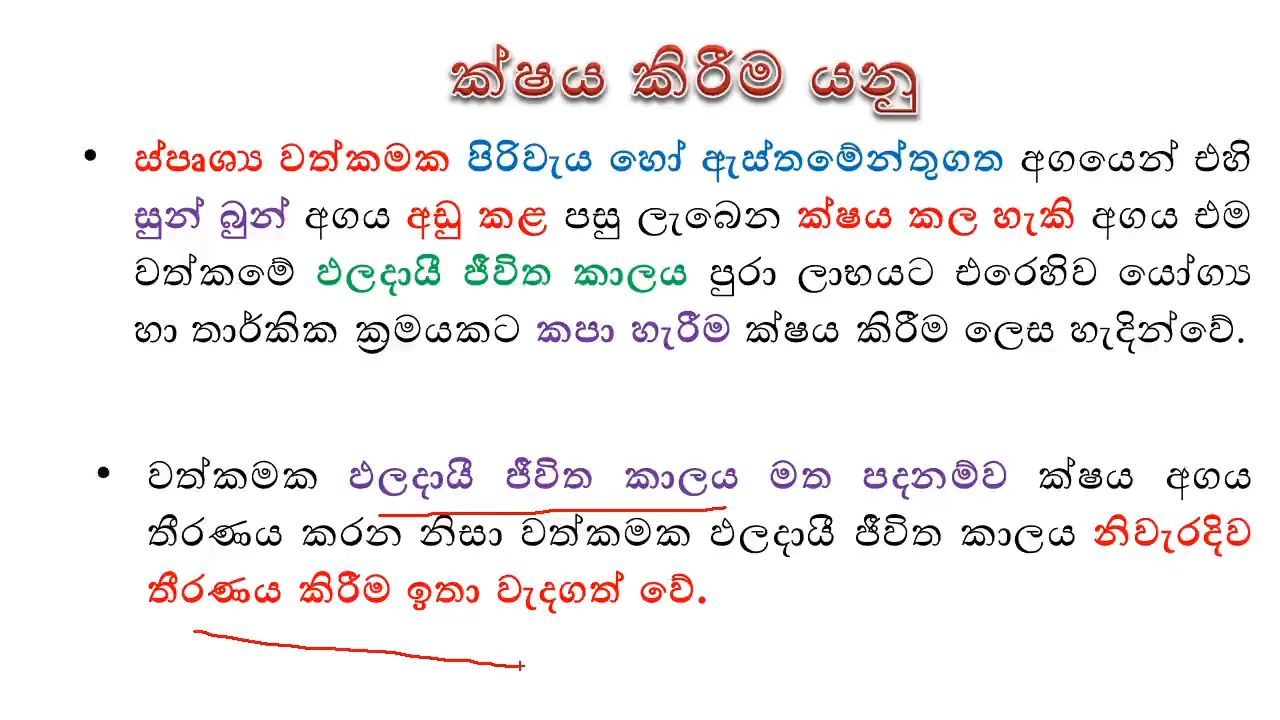 ක්ෂය කිරීම යනු
• ස්පෘශ්‍ය වත්කමක පිරිවැය හෝ ඇස්තමේන්තුගත අගයෙන් එහි
සුන් බුන් අගය අඩු කළ පසු ලැබෙන ක්ෂය කල හැකි අගය එම
වත්කමේ ඵලදායී ජීවිත කාලය පුරා ලාභයට එරෙහිව යෝග්‍ය
හා තාර්කික ක්‍රමයකට කපා හැරීම ක්ෂය කිරීම ලෙස හැදින්වේ.
• වත්කමක ඵලදායී ජීවිත කාලය මත පදනම්ව ක්ෂය අගය
තීරණය කරන නිසා වත්කමක ඵලදායී ජීවිත කාලය නිවැරදිව
තීරණය කිරීම ඉතා වැදගත් වේ.